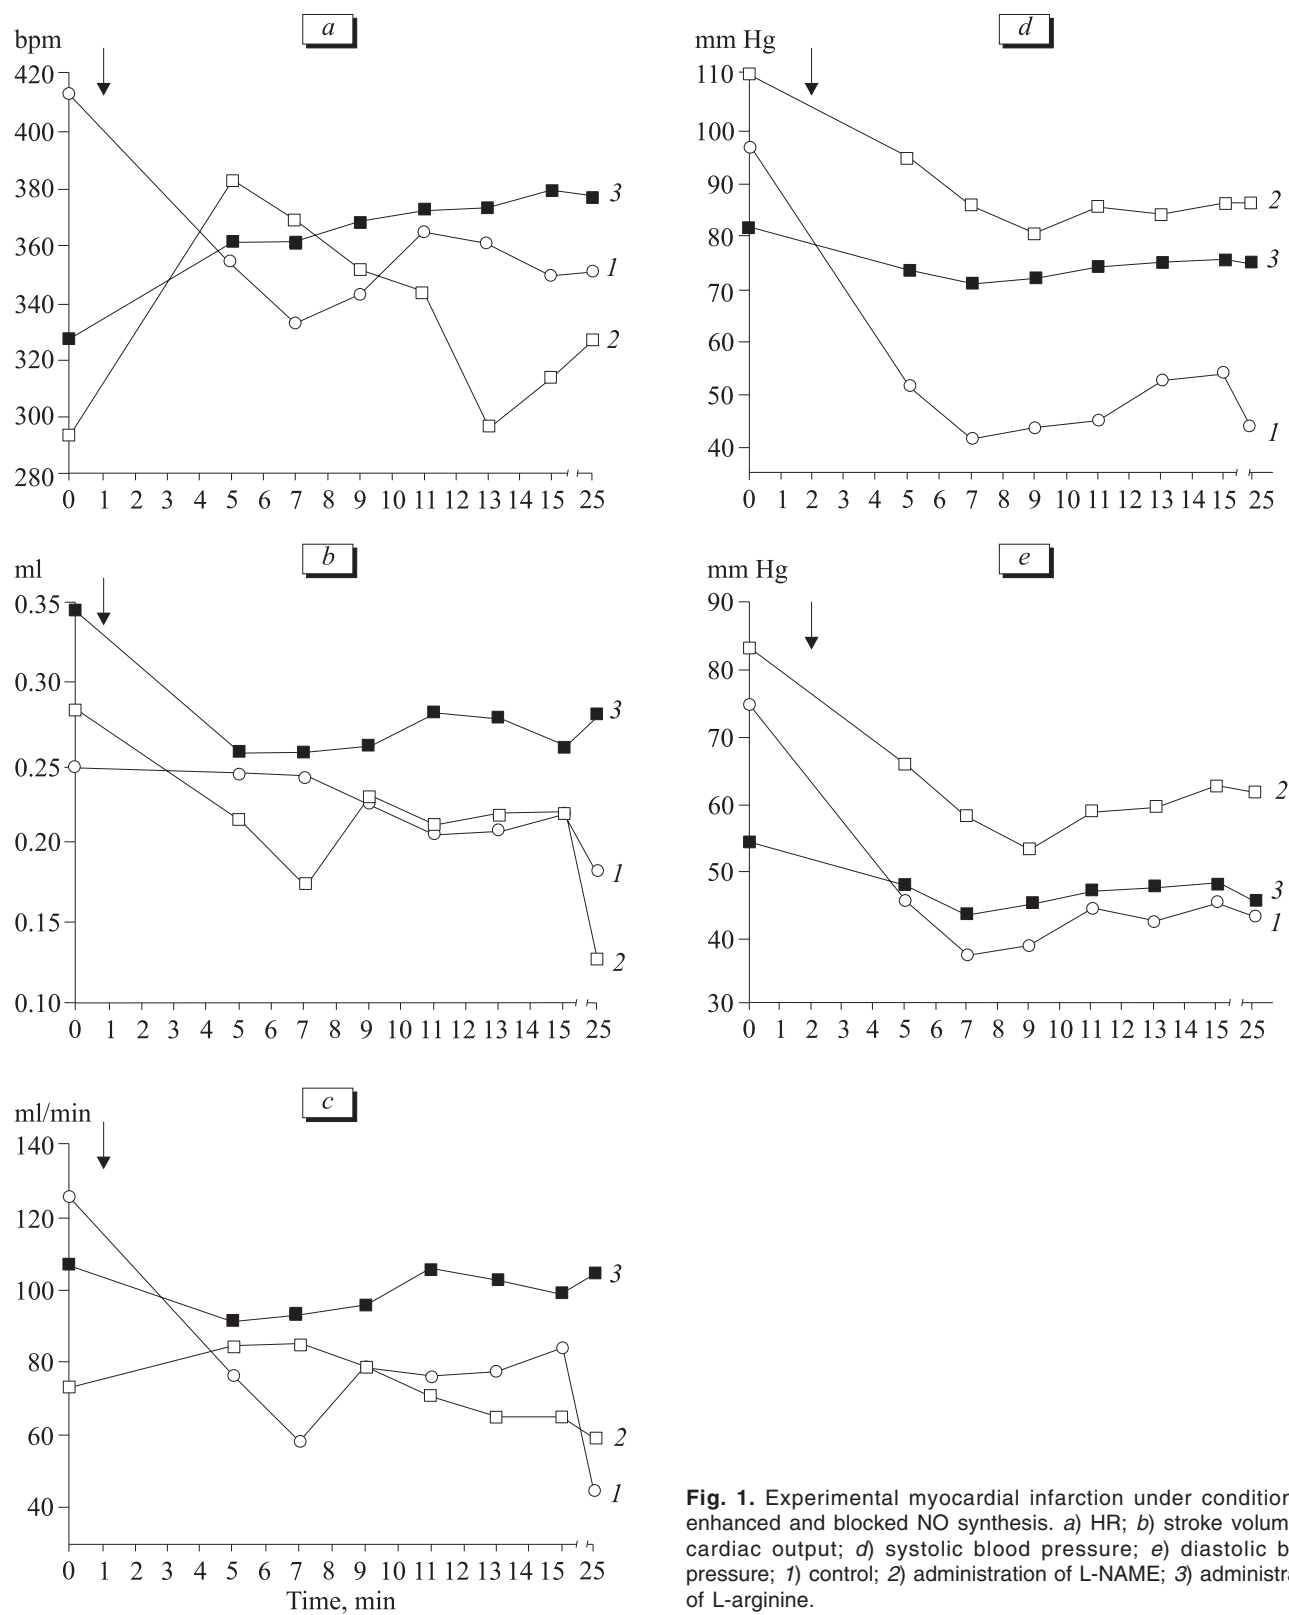 a
bpm
420
400
380
360
340
320
300
280
3
1
2
0 1 2 3 4 5 6 7 8 9 10 11 12 13 14 15 25
b
ml
0.35
0.30
0.25
0.20
0.15
0.10
3
1
2
0 1 2 3 4 5 6 7 8 9 10 11 12 13 14 15 25
c
ml/min
140
120
100
80
60
40
3
2
1
0 1 2 3 4 5 6 7 8 9 10 11 12 13 14 15 25
Time, min
d
mm Hg
110
100
90
80
70
60
50
40
2
3
1
0 1 2 3 4 5 6 7 8 9 10 11 12 13 14 15 25
e
mm Hg
90
80
70
60
50
40
30
2
3
1
0 1 2 3 4 5 6 7 8 9 10 11 12 13 14 15 25
Fig. 1. Experimental myocardial infarction under condition
enhanced and blocked NO synthesis. a) HR; b) stroke volum
cardiac output; d) systolic blood pressure; e) diastolic b
pressure; 1) control; 2) administration of L-NAME; 3) administra
of L-arginine.